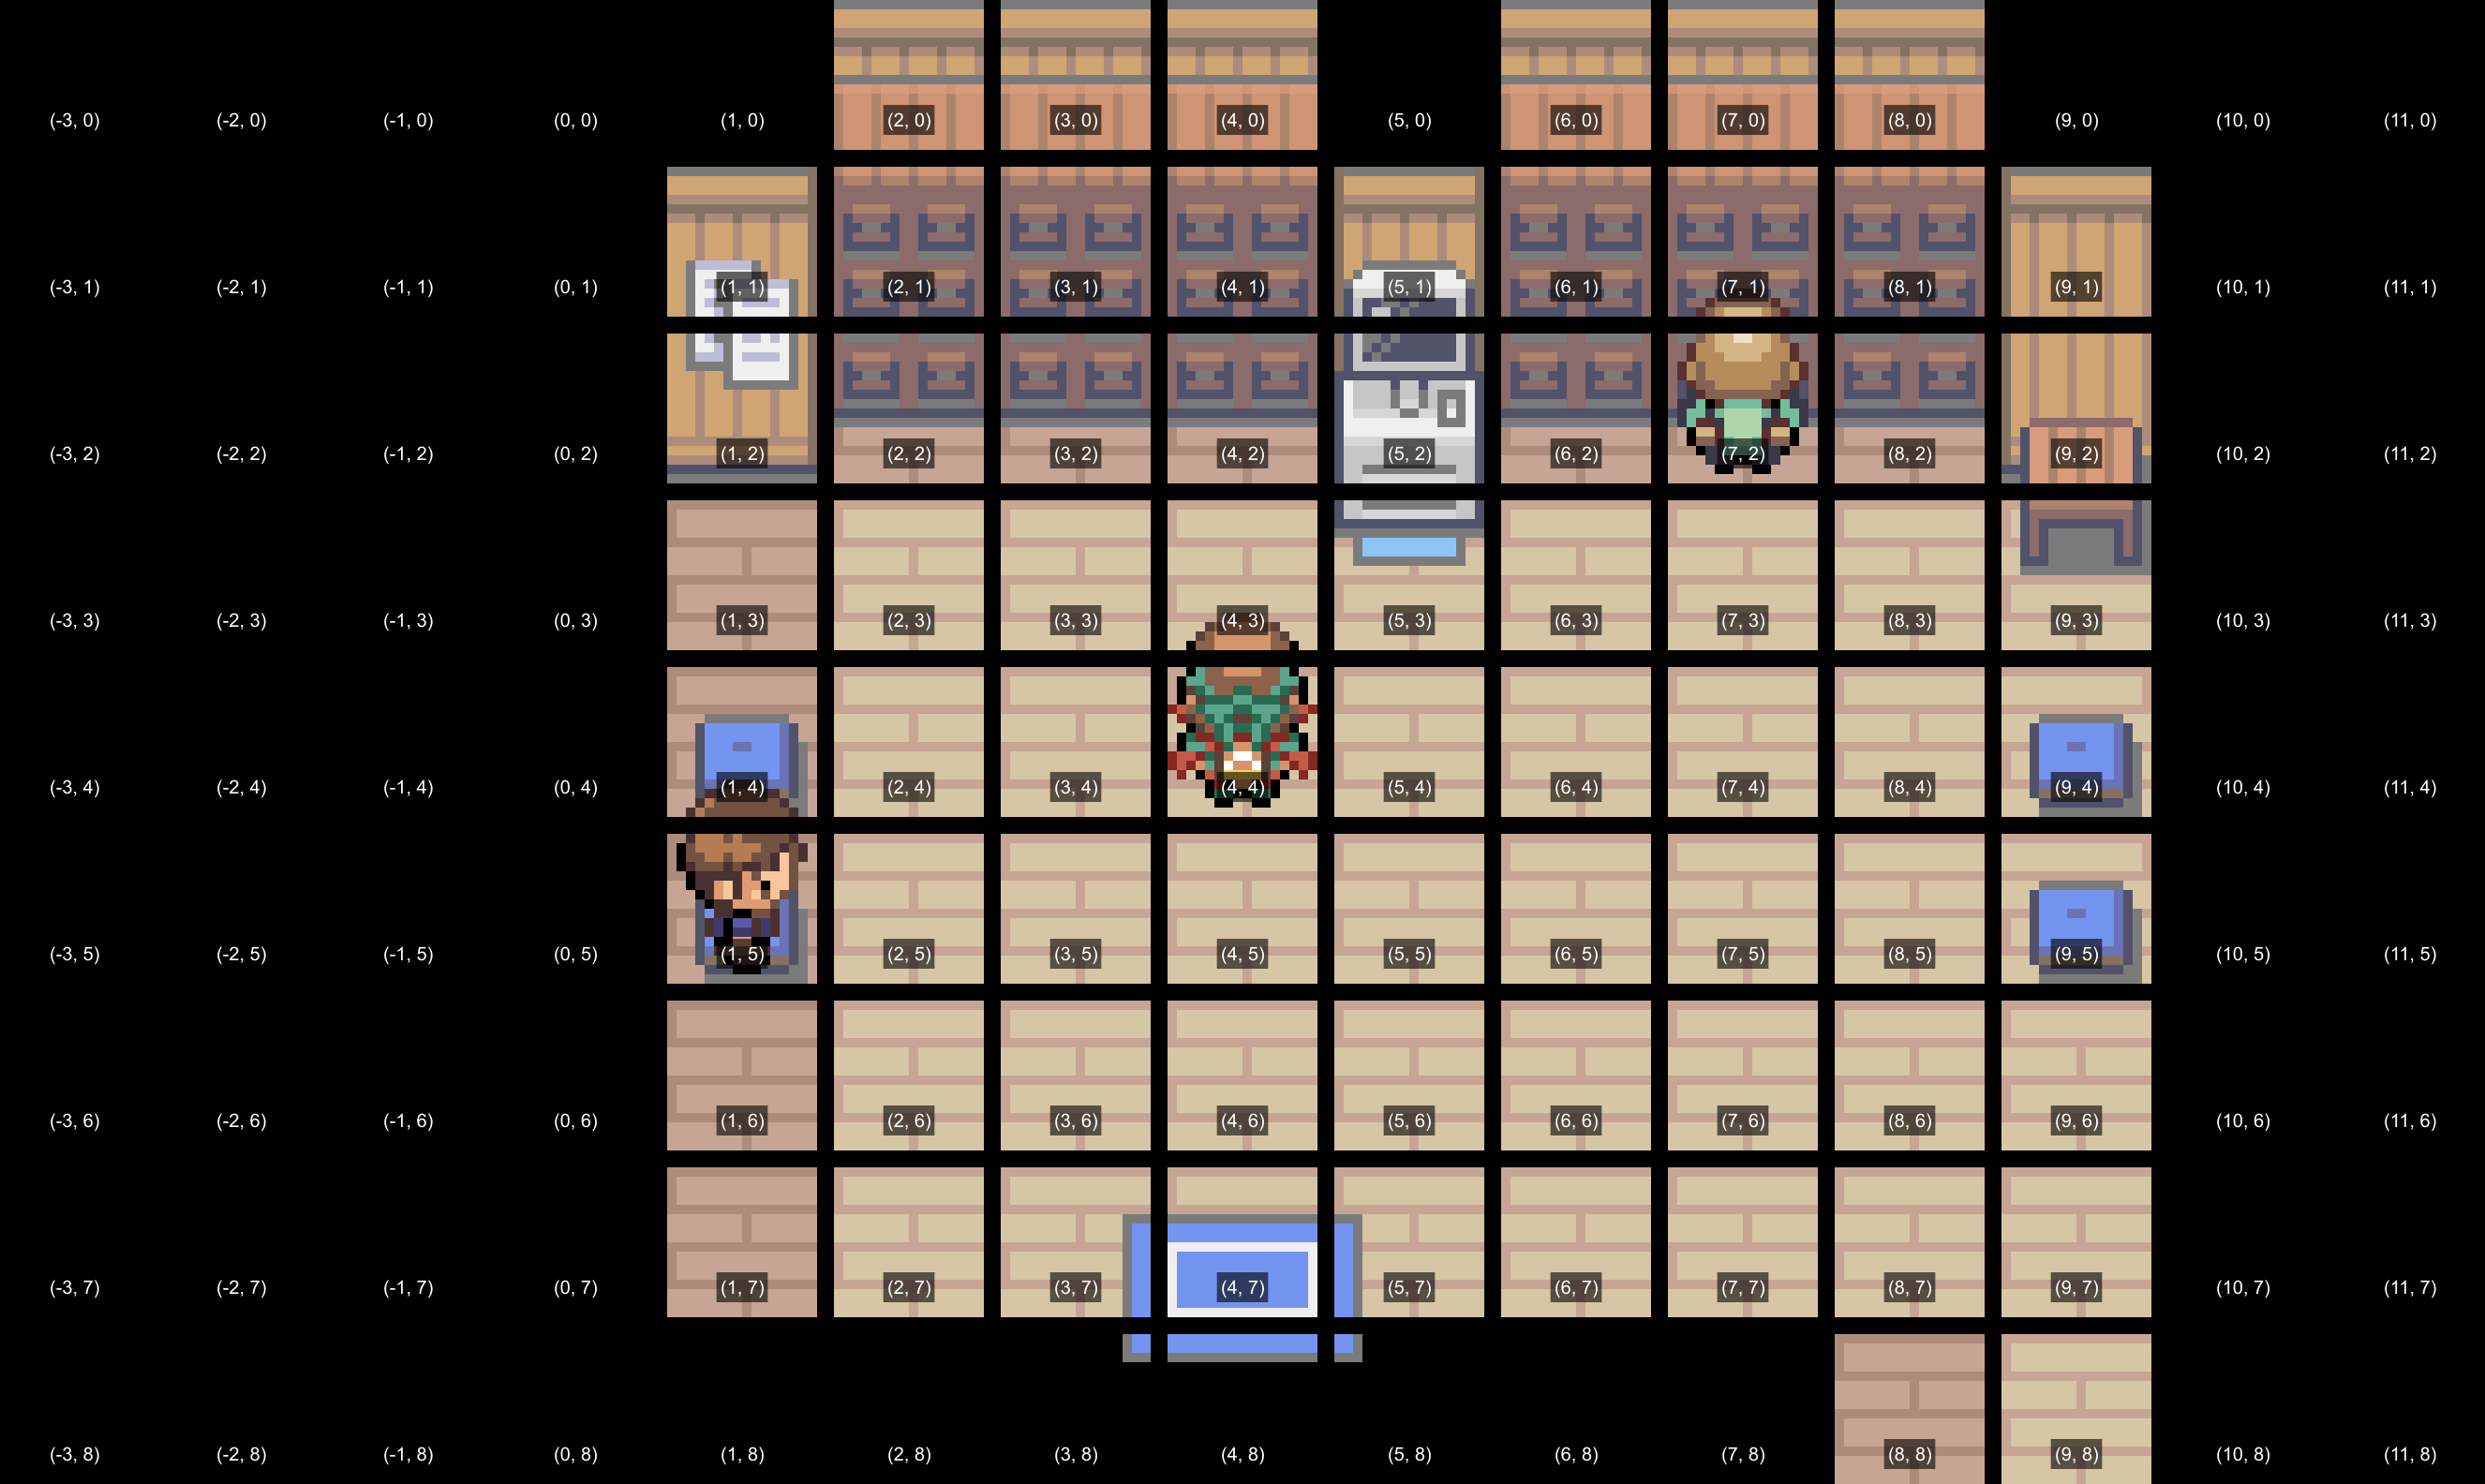 (-3, 0) (-2, 0) (-1, 0) (0, 0) (1, 0) (2, 0) (3, 0) (4, 0) (5, 0) (6, 0) (7, 0) (8, 0) (9, 0) (10, 0) (11, 0)
(-3, 1) (-2, 1) (-1, 1) (0, 1) (1, 1) (2, 1) (3, 1) (4, 1) (5, 1) (6, 1) (7, 1) (8, 1) (9, 1) (10, 1) (11, 1)
(-3, 2) (-2, 2) (-1, 2) (0, 2) (1, 2) (2, 2) (3, 2) (4, 2) (5, 2) (6, 2) (7, 2) (8, 2) (9, 2) (10, 2) (11, 2)
(-3, 3) (-2, 3) (-1, 3) (0, 3) (1, 3) (2, 3) (3, 3) (4, 3) (5, 3) (6, 3) (7, 3) (8, 3) (9, 3) (10, 3) (11, 3)
(-3, 4) (-2, 4) (-1, 4) (0, 4) (1, 4) (2, 4) (3, 4) (4, 4) (5, 4) (6, 4) (7, 4) (8, 4) (9, 4) (10, 4) (11, 4)
(-3, 5) (-2, 5) (-1, 5) (0, 5) (1, 5) (2, 5) (3, 5) (4, 5) (5, 5) (6, 5) (7, 5) (8, 5) (9, 5) (10, 5) (11, 5)
(-3, 6) (-2, 6) (-1, 6) (0, 6) (1, 6) (2, 6) (3, 6) (4, 6) (5, 6) (6, 6) (7, 6) (8, 6) (9, 6) (10, 6) (11, 6)
(-3, 7) (-2, 7) (-1, 7) (0, 7) (1, 7) (2, 7) (3, 7) (4, 7) (5, 7) (6, 7) (7, 7) (8, 7) (9, 7) (10, 7) (11, 7)
(-3, 8) (-2, 8) (-1, 8) (0, 8) (1, 8) (2, 8) (3, 8) (4, 8) (5, 8) (6, 8) (7, 8) (8, 8) (9, 8) (10, 8) (11, 8)